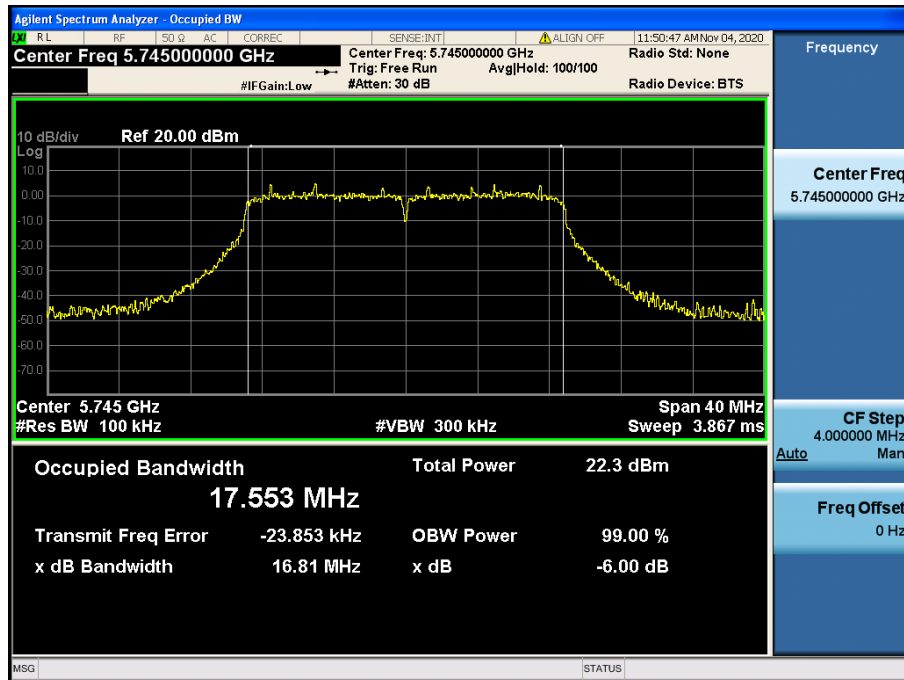 Agilent Spectrum Analyzer - Occupied BW
LXI RL RF 50 Ω AC CORREC SENSE:INT ALIGN OFF 11:50:47 AM Nov 04, 2020
Center Freq 5.745000000 GHz
Center Freq: 5.745000000 GHz
Radio Std: None
Trig: Free Run Avg|Hold: 100/100
#IFGain:Low
#Atten: 30 dB
Radio Device: BTS
10 dB/div Ref 20.00 dBm
Log
10.0
0.00
-10.0
-20.0
-30.0
-40.0
-50.0
-60.0
-70.0
Center 5.745 GHz Span 40 MHz
#Res BW 100 kHz #VBW 300 kHz Sweep 3.867 ms
Occupied Bandwidth Total Power 22.3 dBm
17.553 MHz
Transmit Freq Error -23.853 kHz OBW Power 99.00 %
x dB Bandwidth 16.81 MHz x dB -6.00 dB
Frequency
Center Freq
5.745000000 GHz
CF Step
4.000000 MHz
Auto Man
Freq Offset
0 Hz
MSG STATUS